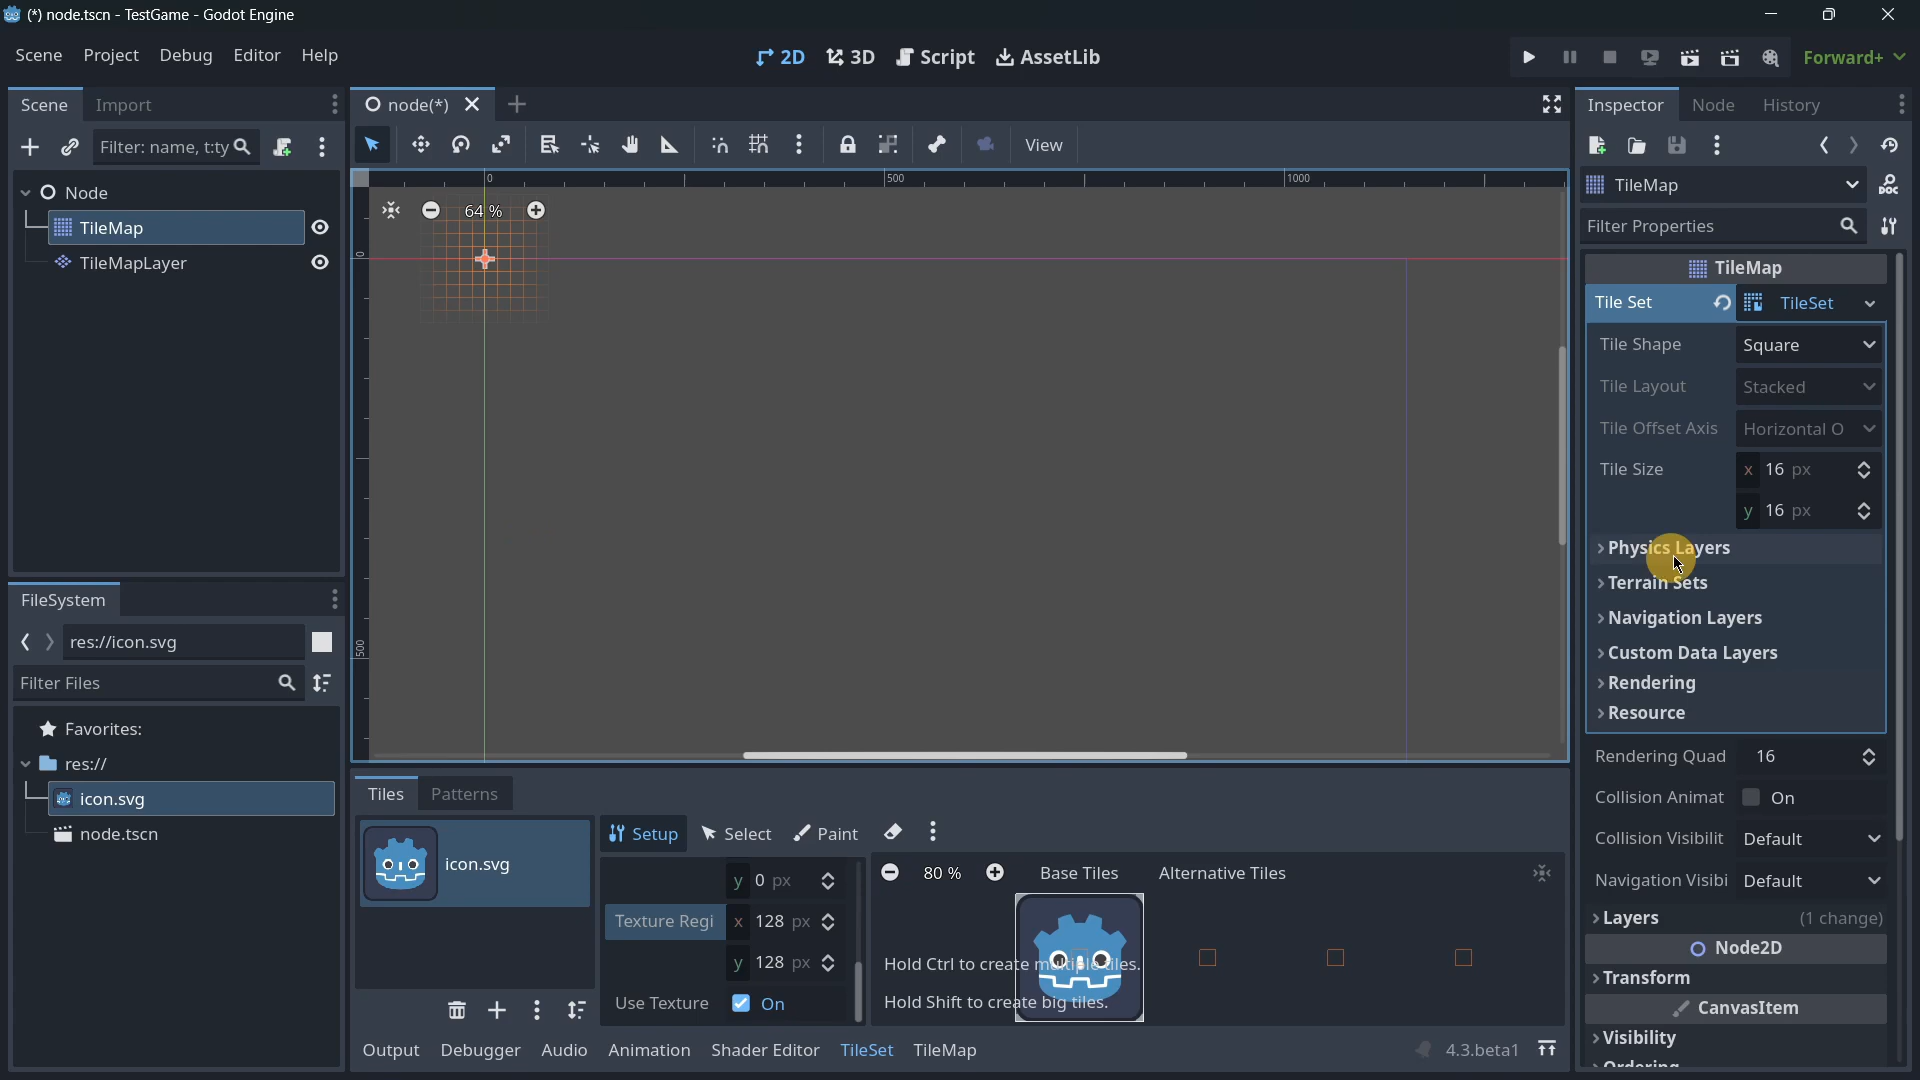 (*) node.tscn - TestGame - Godot Engine
Scene Project Debug Editor Help
2D 3D Script AssetLib
Forward+
Scene Import
Filter: name, t:ty
Node
TileMap
TileMapLayer
FileSystem
res://icon.svg
Filter Files
Favorites:
res://
icon.svg
node.tscn
node(*)
View
0 500 1000
64 %
0
500
Tiles Patterns
icon.svg
Setup Select Paint
y 0 px
Texture Regi x 128 px
y 128 px
Use Texture On
80 % Base Tiles Alternative Tiles
Hold Ctrl to create multiple tiles.
Hold Shift to create big tiles.
Output Debugger Audio Animation Shader Editor TileSet TileMap
4.3.beta1
Inspector Node History
TileMap
DOC
Filter Properties
TileMap
Tile Set TileSet
Tile Shape Square
Tile Layout Stacked
Tile Offset Axis Horizontal O
Tile Size x 16 px
y 16 px
Physics Layers
Terrain Sets
Navigation Layers
Custom Data Layers
Rendering
Resource
Rendering Quad 16
Collision Animat On
Collision Visibilit Default
Navigation Visibi Default
Layers (1 change)
Node2D
Transform
CanvasItem
Visibility
Ordering